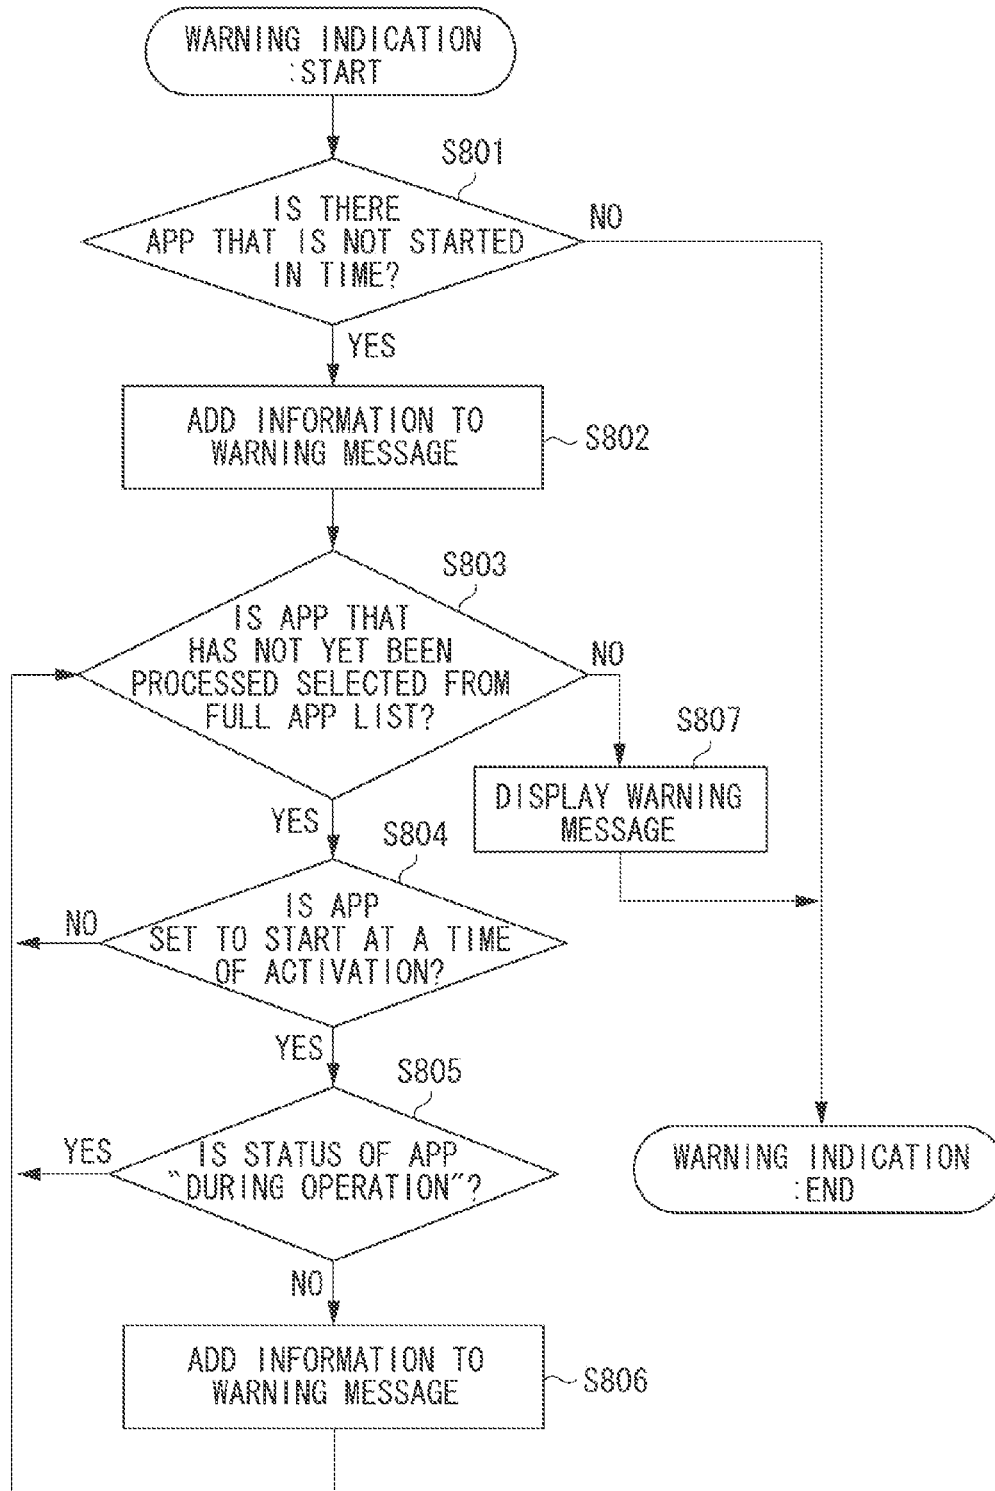 WARNING INDICATION
:START
S801
IS THERE
APP THAT IS NOT STARTED
IN TIME?
NO
YES
ADD INFORMATION TO
WARNING MESSAGE
S802
S803
IS APP THAT
HAS NOT YET BEEN
PROCESSED SELECTED FROM
FULL APP LIST?
NO
S807
DISPLAY WARNING
MESSAGE
YES
S804
IS APP
SET TO START AT A TIME
OF ACTIVATION?
NO
YES
S805
IS STATUS OF APP
"DURING OPERATION"?
YES
WARNING INDICATION
:END
NO
ADD INFORMATION TO
WARNING MESSAGE
S806